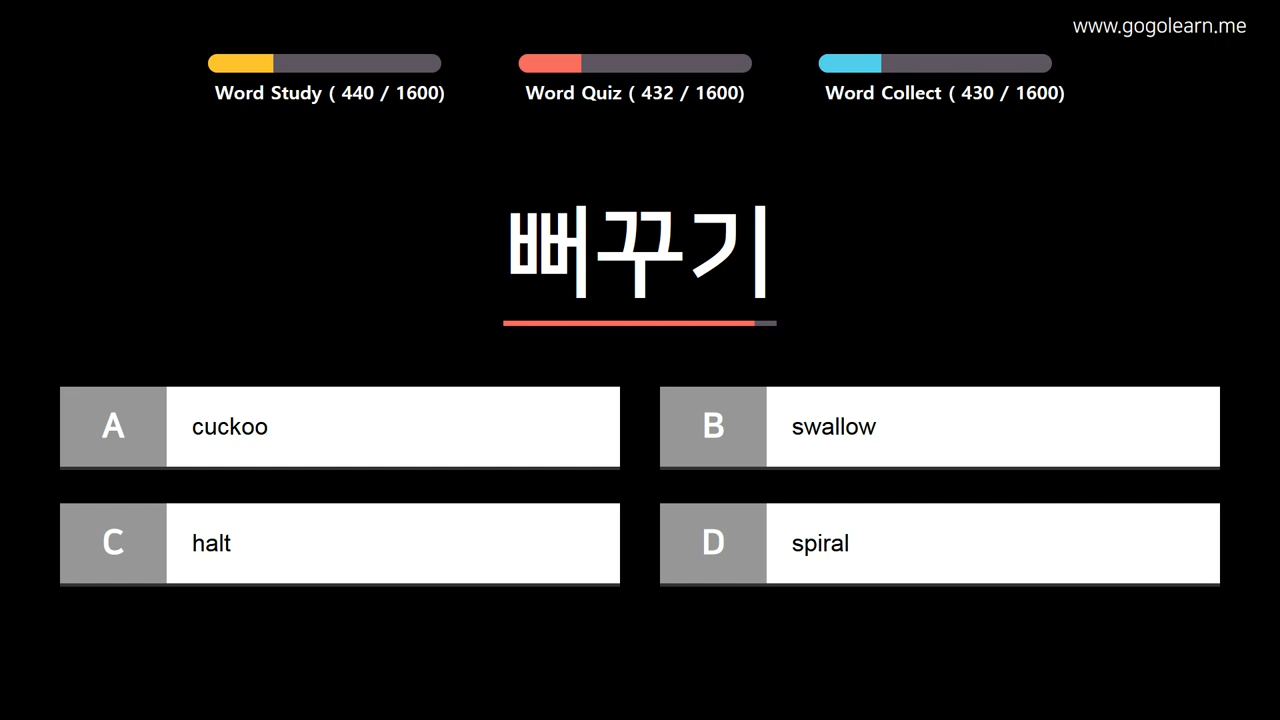 www.gogolearn.me
Word Study ( 440 / 1600)
Word Quiz ( 432 / 1600)
Word Collect ( 430 / 1600)
뻐꾸기
A
cuckoo
B
swallow
C
halt
D
spiral